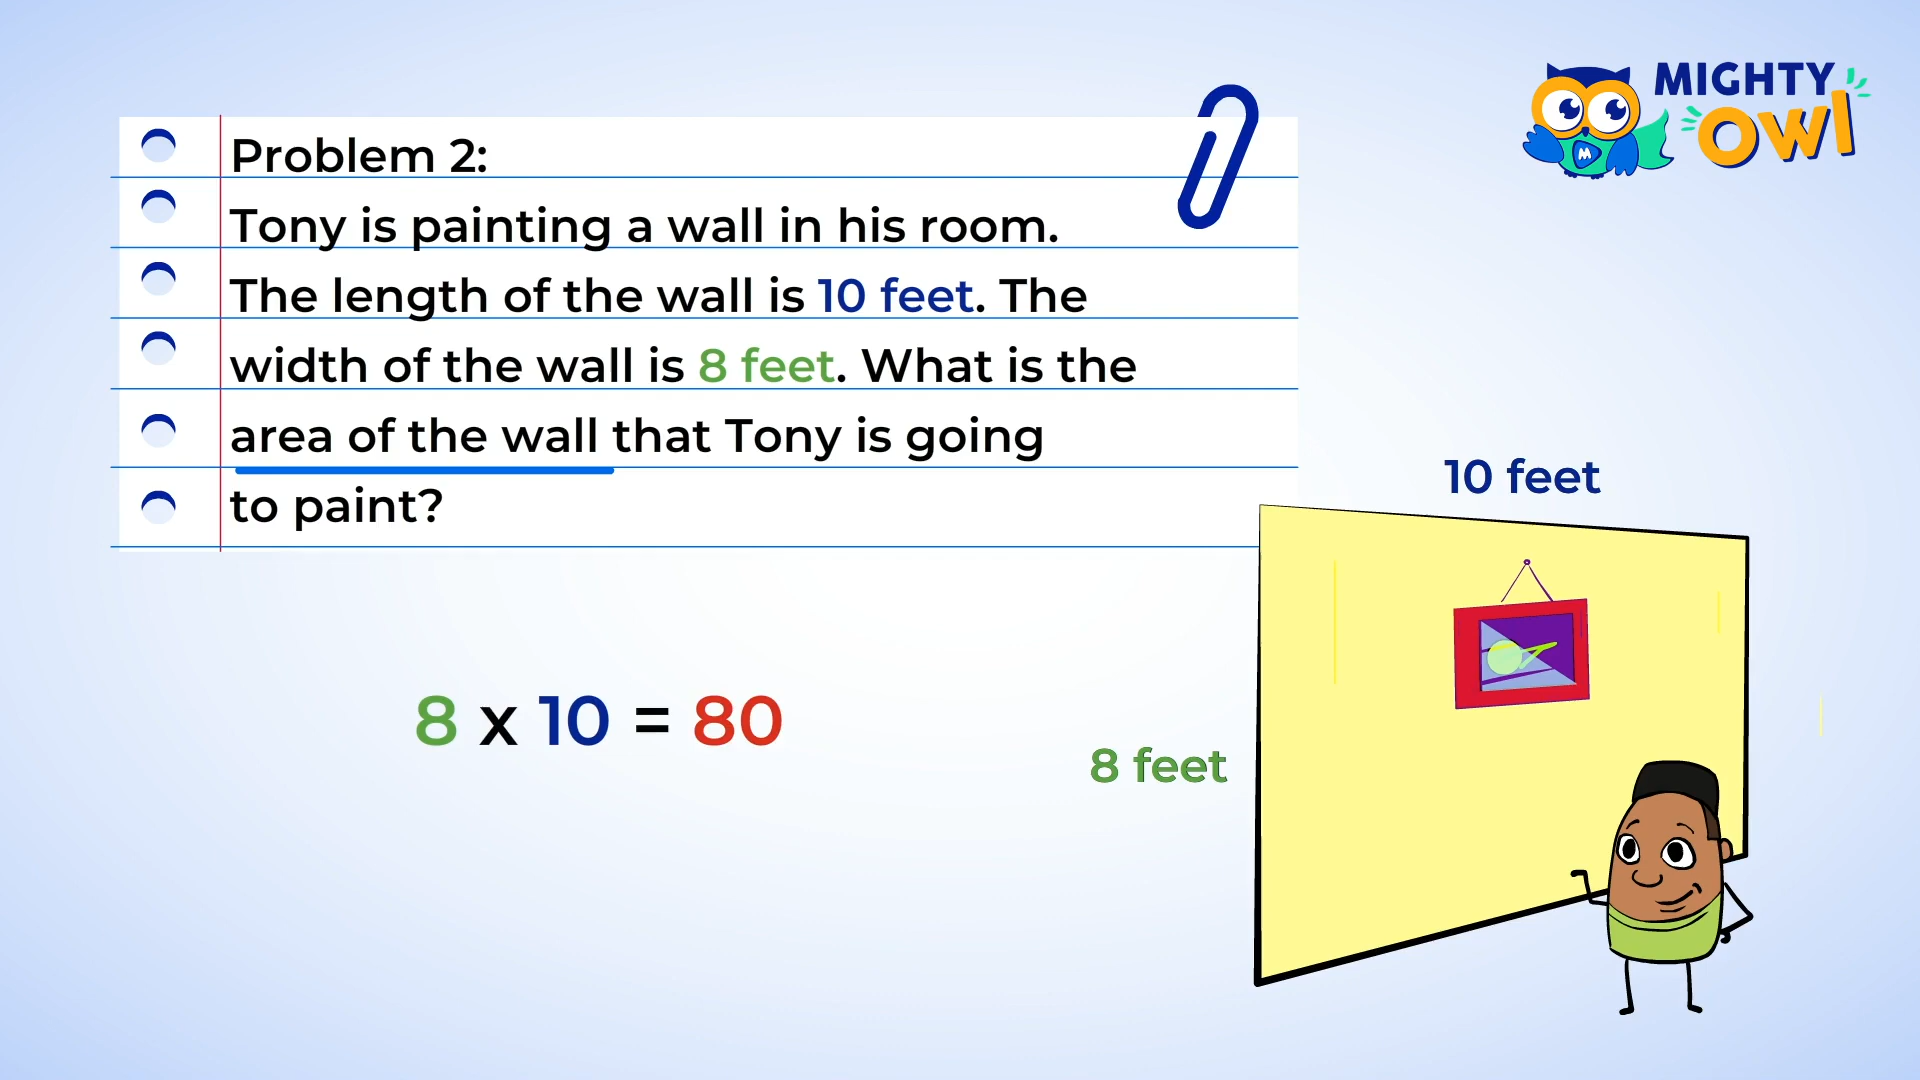 MIGHTY
OWl
Problem 2:
Tony is painting a wall in his room.
The length of the wall is 10 feet. The
width of the wall is 8 feet. What is the
area of the wall that Tony is going
to paint?
10 feet
8 x 10 = 80
8 feet